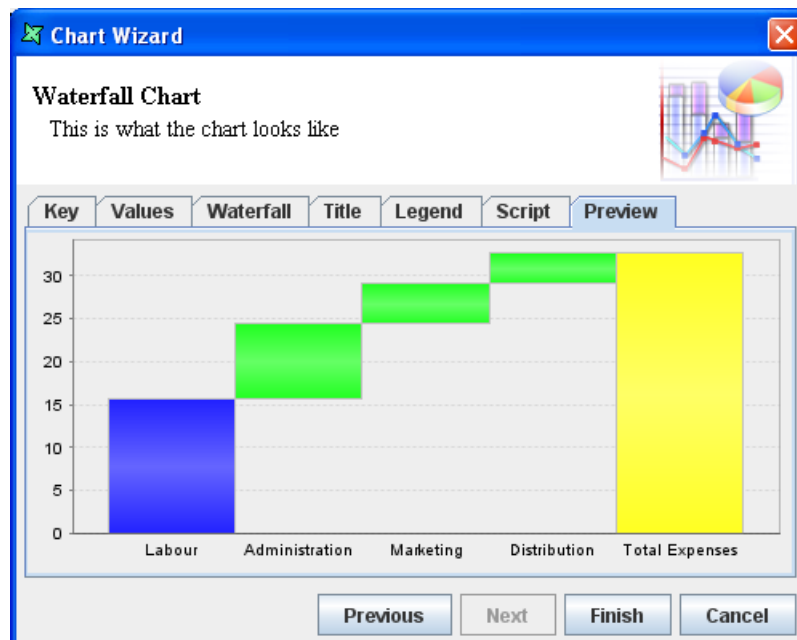 Chart Wizard
Waterfall Chart
This is what the chart looks like
Key Values Waterfall Title Legend Script Preview
30
25
20
15
10
5
0
Labour Administration Marketing Distribution Total Expenses
Previous Next Finish Cancel